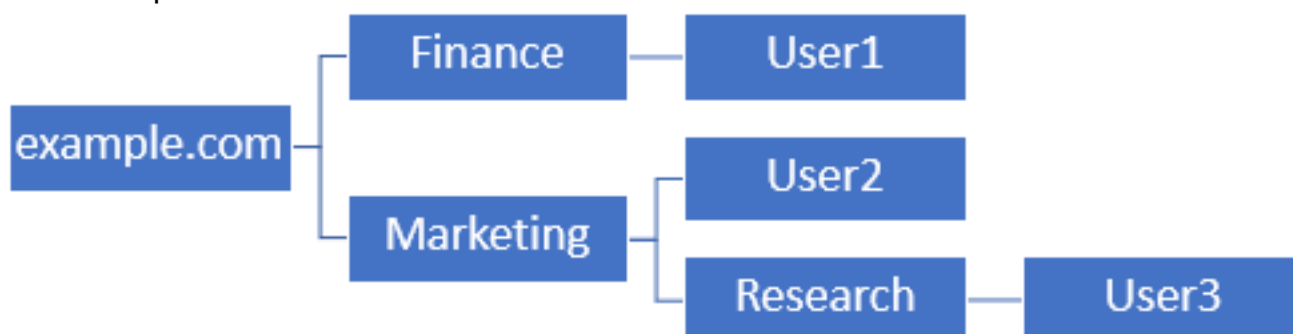 Finance
User1
example.com
User2
Marketing
Research
User3